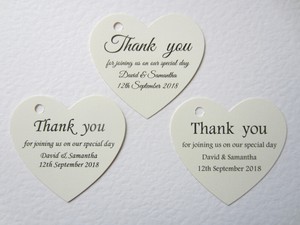 Thank you
for joining us on our special day
David & Samantha
12th September 2018
Thank you
for joining us on our special day
David & Samantha
12th September 2018
Thank you
for joining us on our special day
David & Samantha
12th September 2018